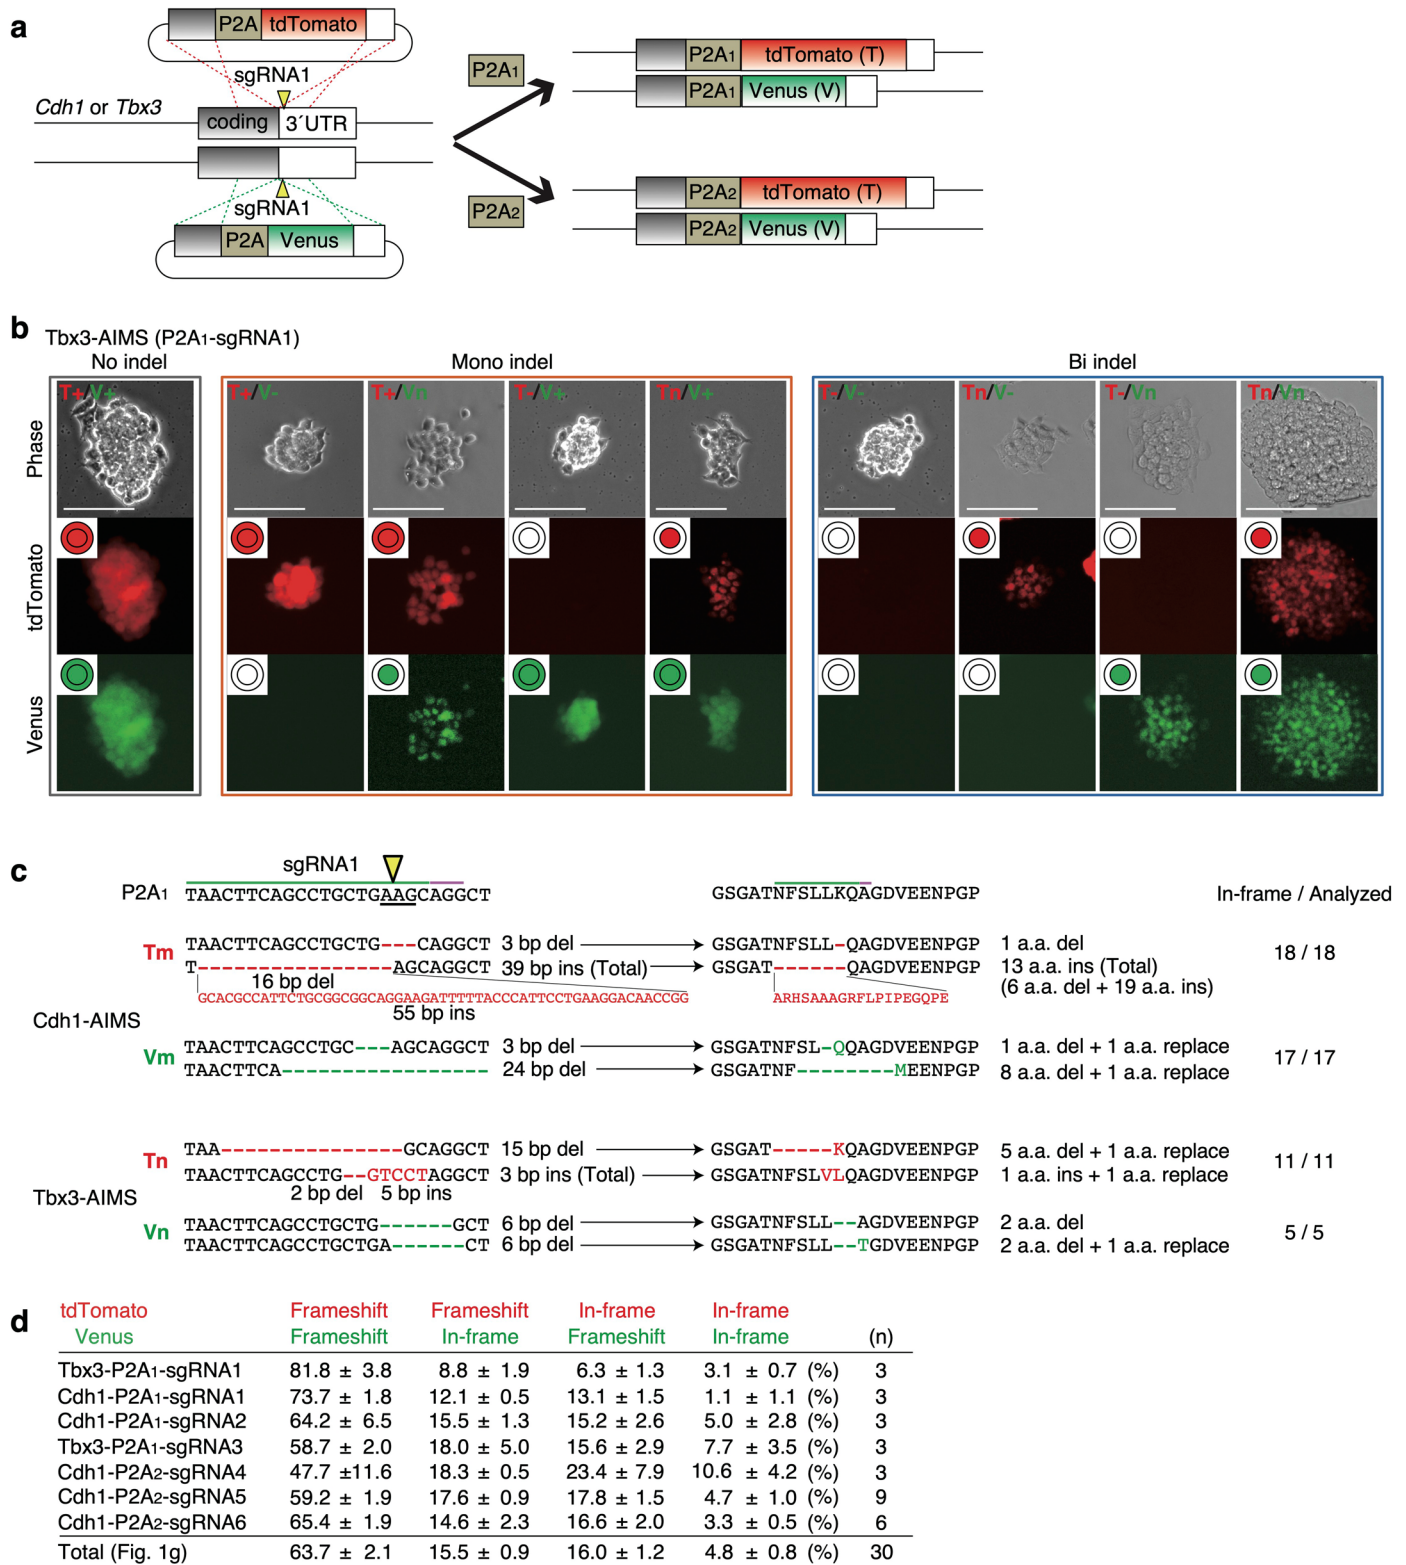 a
P2A tdTomato
sgRNA1
Cdh1 or Tbx3
coding 3´UTR
sgRNA1
P2A Venus
P2A1
P2A2
P2A1 tdTomato (T)
P2A1 Venus (V)
P2A2 tdTomato (T)
P2A2 Venus (V)
b
Tbx3-AIMS (P2A1-sgRNA1)
No indel Mono indel Bi indel
T+/V+ T+/V- T+/Vn T-/V+ Tn/V+ T-/V- Tn/V- T-/Vn Tn/Vn
Phase
tdTomato
Venus
c
sgRNA1
P2A1 TAACTTCAGCCTGCTGAAGCAGGCT GSGATNFSLLKQAGDVEENPGP In-frame / Analyzed
Cdh1-AIMS
Tm
TAACTTCAGCCTGCTG---CAGGCT 3 bp del GSGATNFSLL-QAGDVEENPGP 1 a.a. del 18 / 18
T-----------------AGCAGGCT 39 bp ins (Total) GSGAT------QAGDVEENPGP 13 a.a. ins (Total)
16 bp del (6 a.a. del + 19 a.a. ins)
GCACGCCATTCTGCGGCGGCAGGAAGATTTTTACCCATTCCTGAAGGACAACCGG ARHSAAAGRFLPIPEGQPE
55 bp ins
Vm
TAACTTCAGCCTGC---AGCAGGCT 3 bp del GSGATNFSL-QQAGDVEENPGP 1 a.a. del + 1 a.a. replace 17 / 17
TAACTTCA----------------- 24 bp del GSGATNF--------MEENPGP 8 a.a. del + 1 a.a. replace
Tbx3-AIMS
Tn
TAA---------------GCAGGCT 15 bp del GSGAT-----KQAGDVEENPGP 5 a.a. del + 1 a.a. replace 11 / 11
TAACTTCAGCCTG--GTCCTAGGCT 3 bp ins (Total) GSGATNFSLVLQAGDVEENPGP 1 a.a. ins + 1 a.a. replace
2 bp del 5 bp ins
Vn
TAACTTCAGCCTGCTG------GCT 6 bp del GSGATNFSLL--AGDVEENPGP 2 a.a. del 5 / 5
TAACTTCAGCCTGCTGA------CT 6 bp del GSGATNFSLL--TGDVEENPGP 2 a.a. del + 1 a.a. replace
d
tdTomato Frameshift Frameshift In-frame In-frame
Venus Frameshift In-frame Frameshift In-frame (n)
Tbx3-P2A1-sgRNA1 81.8 ± 3.8 8.8 ± 1.9 6.3 ± 1.3 3.1 ± 0.7 (%) 3
Cdh1-P2A1-sgRNA1 73.7 ± 1.8 12.1 ± 0.5 13.1 ± 1.5 1.1 ± 1.1 (%) 3
Cdh1-P2A1-sgRNA2 64.2 ± 6.5 15.5 ± 1.3 15.2 ± 2.6 5.0 ± 2.8 (%) 3
Tbx3-P2A1-sgRNA3 58.7 ± 2.0 18.0 ± 5.0 15.6 ± 2.9 7.7 ± 3.5 (%) 3
Cdh1-P2A2-sgRNA4 47.7 ±11.6 18.3 ± 0.5 23.4 ± 7.9 10.6 ± 4.2 (%) 3
Cdh1-P2A2-sgRNA5 59.2 ± 1.9 17.6 ± 0.9 17.8 ± 1.5 4.7 ± 1.0 (%) 9
Cdh1-P2A2-sgRNA6 65.4 ± 1.9 14.6 ± 2.3 16.6 ± 2.0 3.3 ± 0.5 (%) 6
Total (Fig. 1g) 63.7 ± 2.1 15.5 ± 0.9 16.0 ± 1.2 4.8 ± 0.8 (%) 30